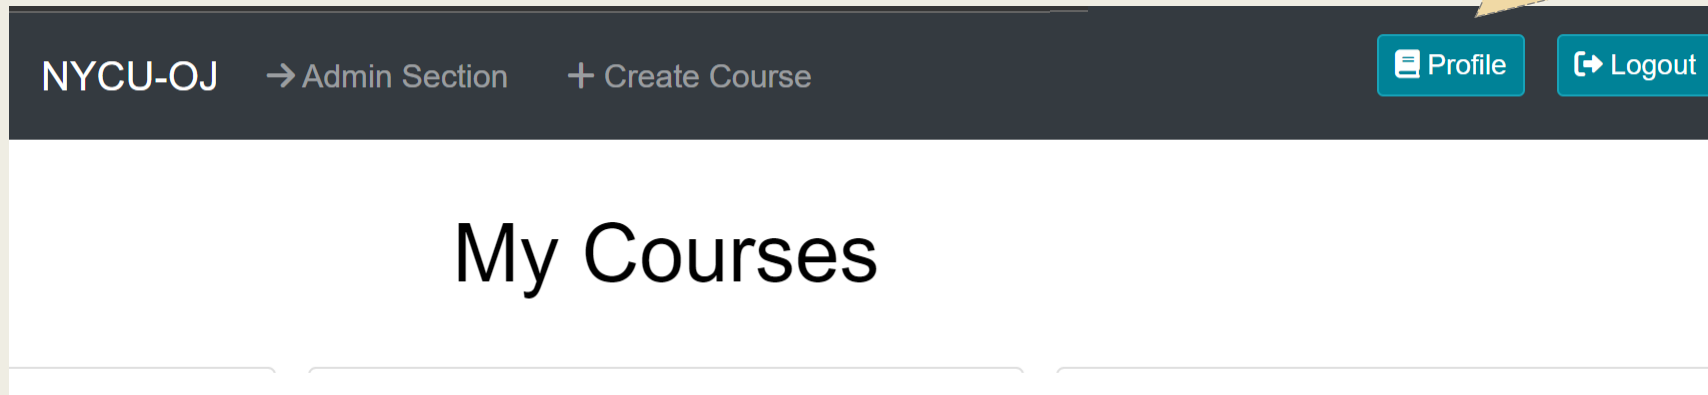 NYCU-OJ Admin Section Create Course Profile Logout
My Courses